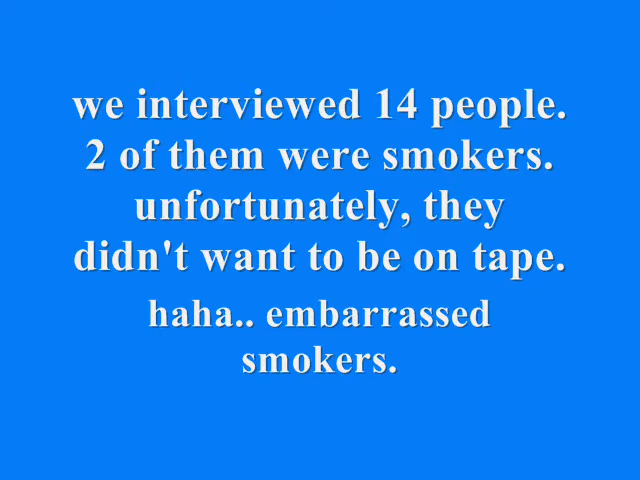 we interviewed 14 people.
2 of them were smokers.
unfortunately, they
didn't want to be on tape.
haha.. embarrassed
smokers.